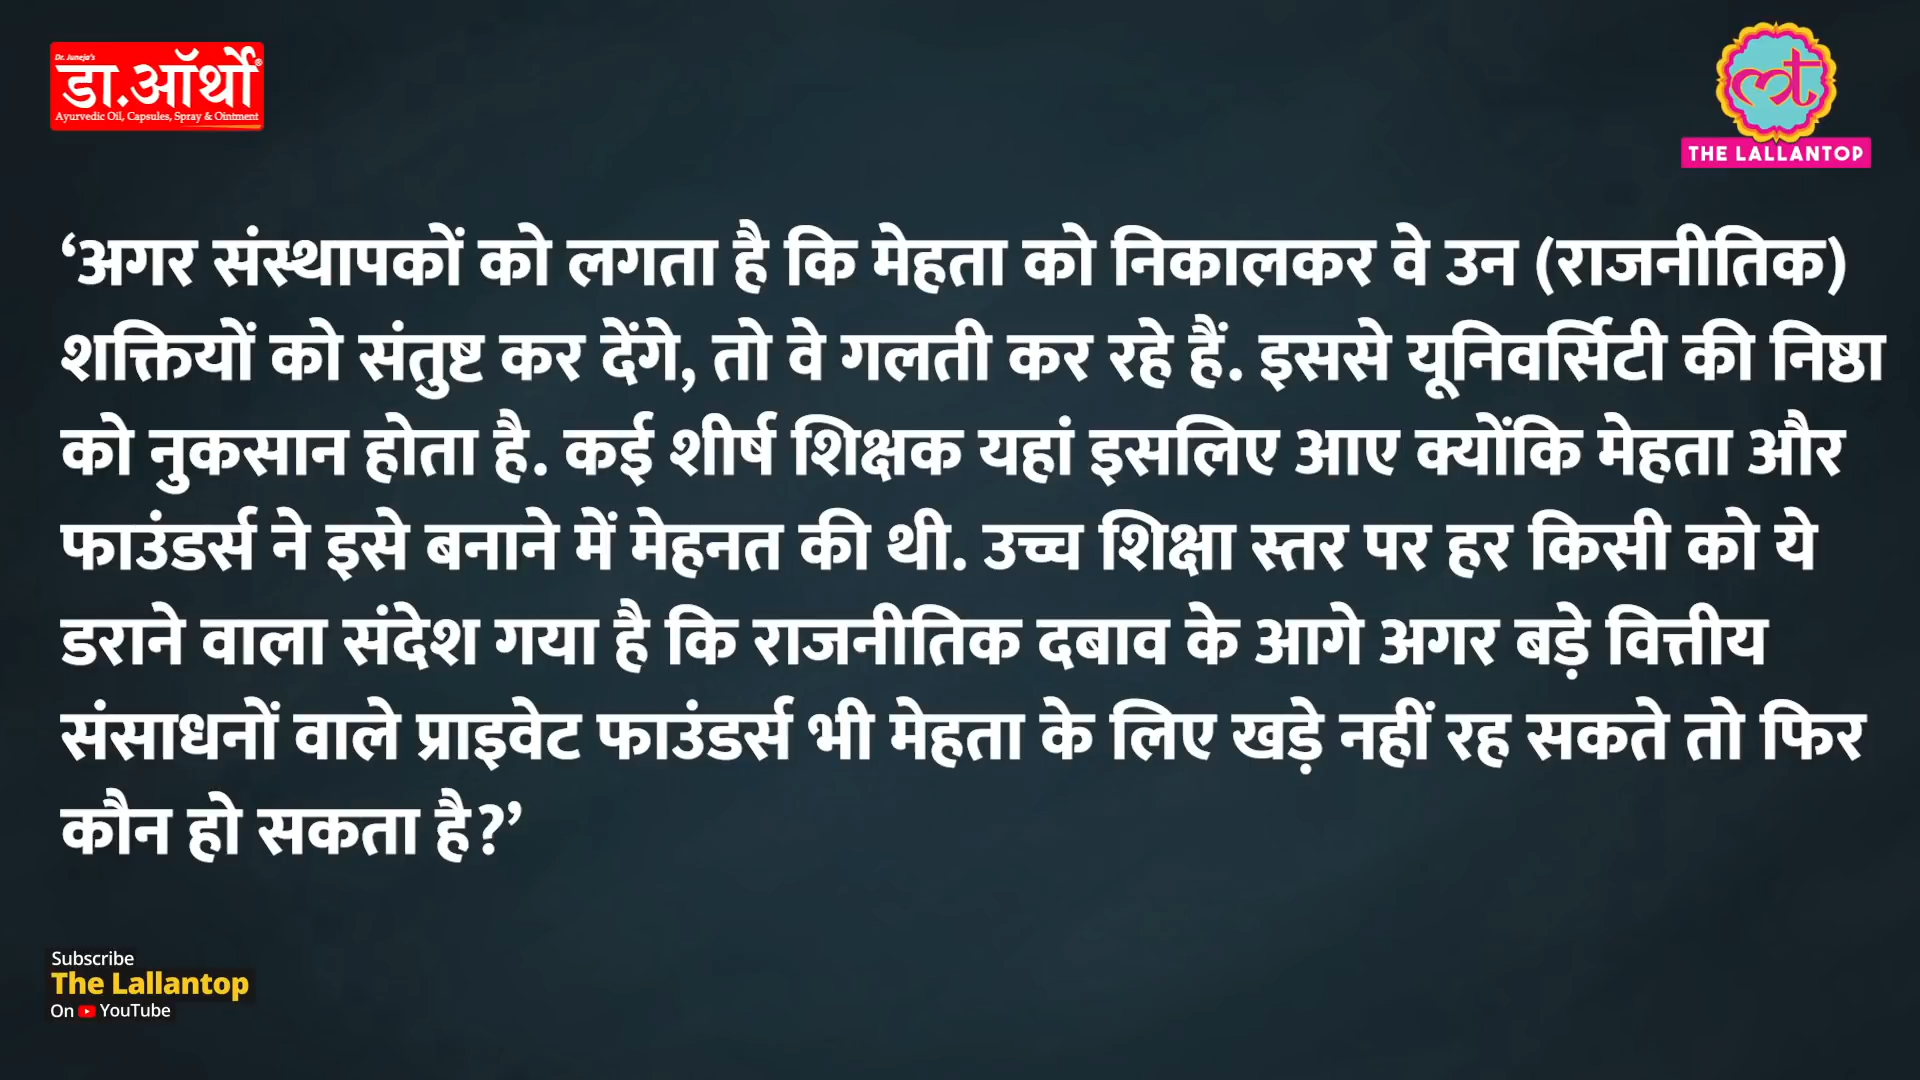 Dr. Juneja's
डा.ऑर्थो®
Ayurvedic Oil, Capsules, Spray & Ointment
lt
THE LALLANTOP
‘अगर संस्थापकों को लगता है कि मेहता को निकालकर वे उन (राजनीतिक)
शक्तियों को संतुष्ट कर देंगे, तो वे गलती कर रहे हैं. इससे यूनिवर्सिटी की निष्ठा
को नुकसान होता है. कई शीर्ष शिक्षक यहां इसलिए आए क्योंकि मेहता और
फाउंडर्स ने इसे बनाने में मेहनत की थी. उच्च शिक्षा स्तर पर हर किसी को ये
डराने वाला संदेश गया है कि राजनीतिक दबाव के आगे अगर बड़े वित्तीय
संसाधनों वाले प्राइवेट फाउंडर्स भी मेहता के लिए खड़े नहीं रह सकते तो फिर
कौन हो सकता है?’
Subscribe
The Lallantop
On YouTube